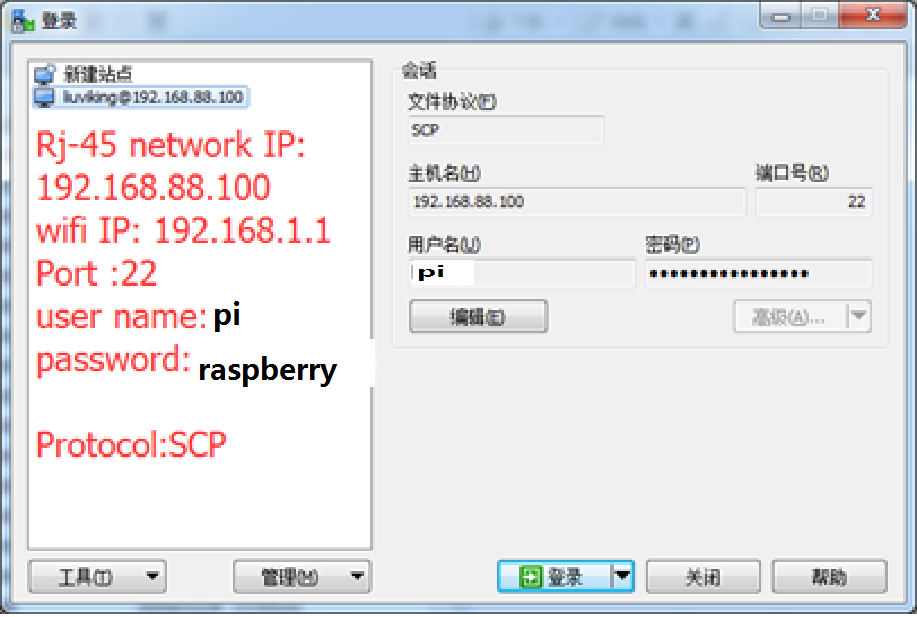 登录
新建站点
liuviking@192.168.88.100
Rj-45 network IP:
192.168.88.100
wifi IP: 192.168.1.1
Port :22
user name: pi
password: raspberry
Protocol:SCP
会话
文件协议(F)
SCP
主机名(H)
端口号(R)
192.168.88.100
22
用户名(U)
密码(P)
pi
••••••••••••••••
编辑(E)
高级(A)...
工具(T)
管理(M)
登录
关闭
帮助